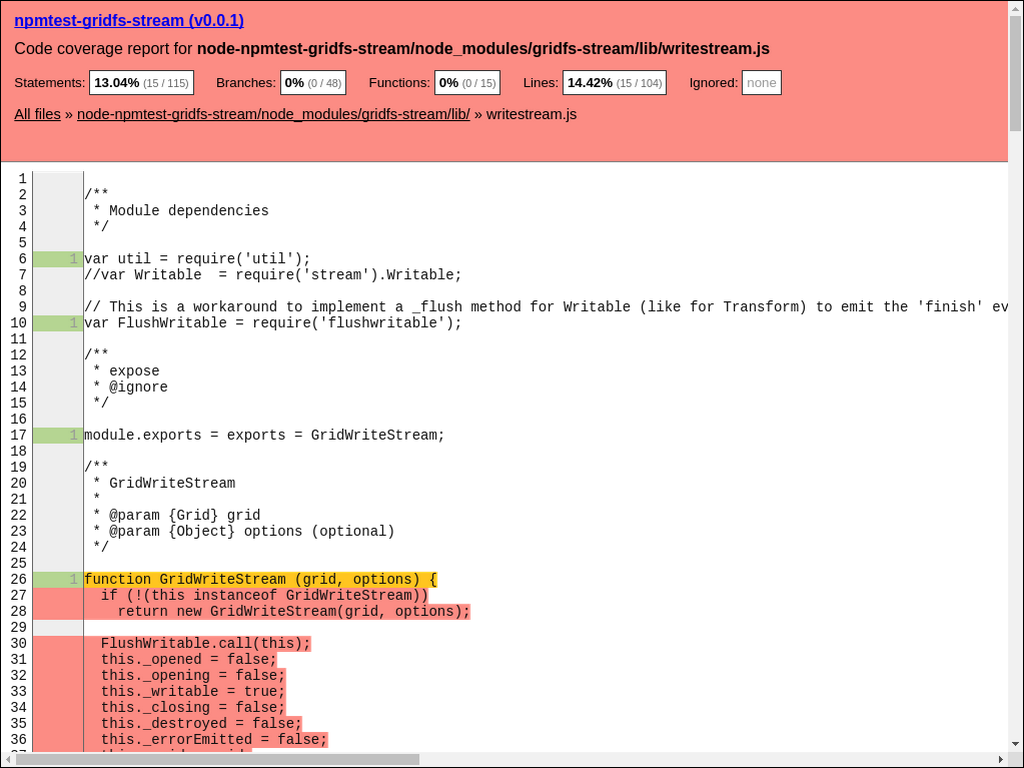 npmtest-gridfs-stream (v0.0.1)
Code coverage report for node-npmtest-gridfs-stream/node_modules/gridfs-stream/lib/writestream.js
Statements: 13.04% (15 / 115) Branches: 0% (0 / 48) Functions: 0% (0 / 15) Lines: 14.42% (15 / 104) Ignored: none
All files » node-npmtest-gridfs-stream/node_modules/gridfs-stream/lib/ » writestream.js
1
2 /**
3  * Module dependencies
4  */
5
6 1 var util = require('util');
7 //var Writable  = require('stream').Writable;
8
9 // This is a workaround to implement a _flush method for Writable (like for Transform) to emit the 'finish' ev
10 1 var FlushWritable = require('flushwritable');
11
12 /**
13  * expose
14  * @ignore
15  */
16
17 1 module.exports = exports = GridWriteStream;
18
19 /**
20  * GridWriteStream
21  *
22  * @param {Grid} grid
23  * @param {Object} options (optional)
24  */
25
26 1 function GridWriteStream (grid, options) {
27   if (!(this instanceof GridWriteStream))
28     return new GridWriteStream(grid, options);
29
30   FlushWritable.call(this);
31   this._opened = false;
32   this._opening = false;
33   this._writable = true;
34   this._closing = false;
35   this._destroyed = false;
36   this._errorEmitted = false;